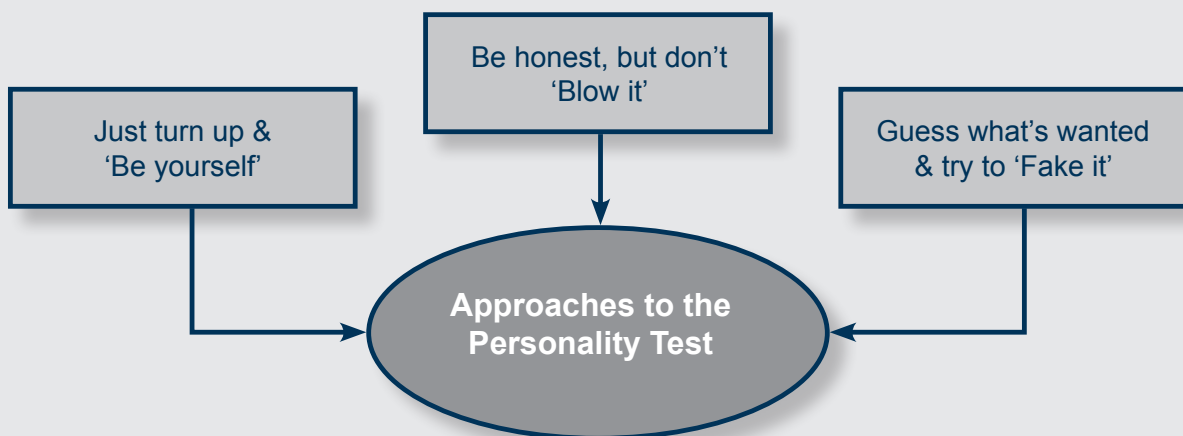 Just turn up &
‘Be yourself’
Be honest, but don’t
‘Blow it’
Guess what’s wanted
& try to ‘Fake it’
Approaches to the
Personality Test